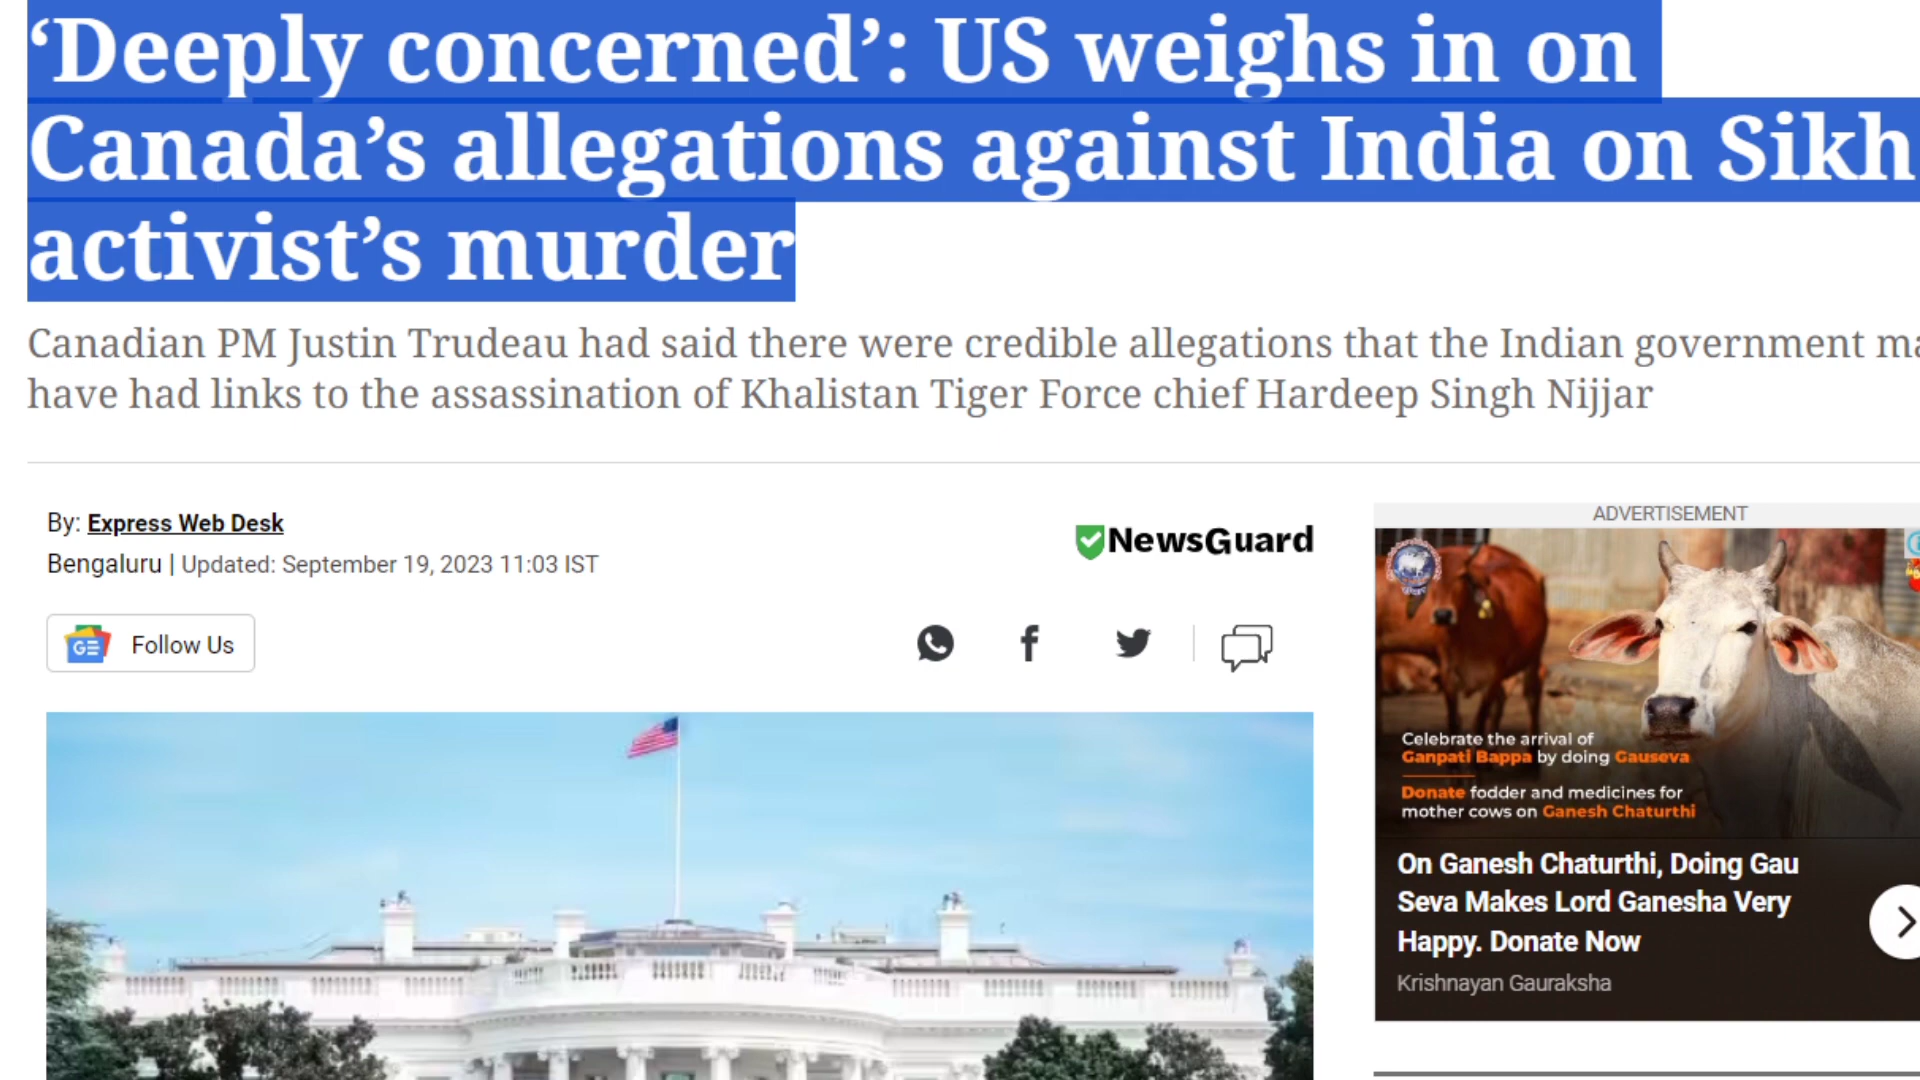 ‘Deeply concerned’: US weighs in on
Canada’s allegations against India on Sikh
activist’s murder
Canadian PM Justin Trudeau had said there were credible allegations that the Indian government
have had links to the assassination of Khalistan Tiger Force chief Hardeep Singh Nijjar
By: Express Web Desk
Bengaluru | Updated: September 19, 2023 11:03 IST
NewsGuard
GE Follow Us
ADVERTISEMENT
Celebrate the arrival of
Ganpati Bappa by doing Gauseva
Donate fodder and medicines for
mother cows on Ganesh Chaturthi
On Ganesh Chaturthi, Doing Gau
Seva Makes Lord Ganesha Very
Happy. Donate Now
Krishnayan Gauraksha